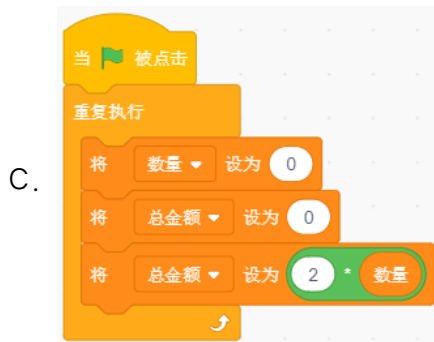 当 被点击
重复执行
将 数量 设为 0
C. 将 总金额 设为 0
将 总金额 设为 2 * 数量